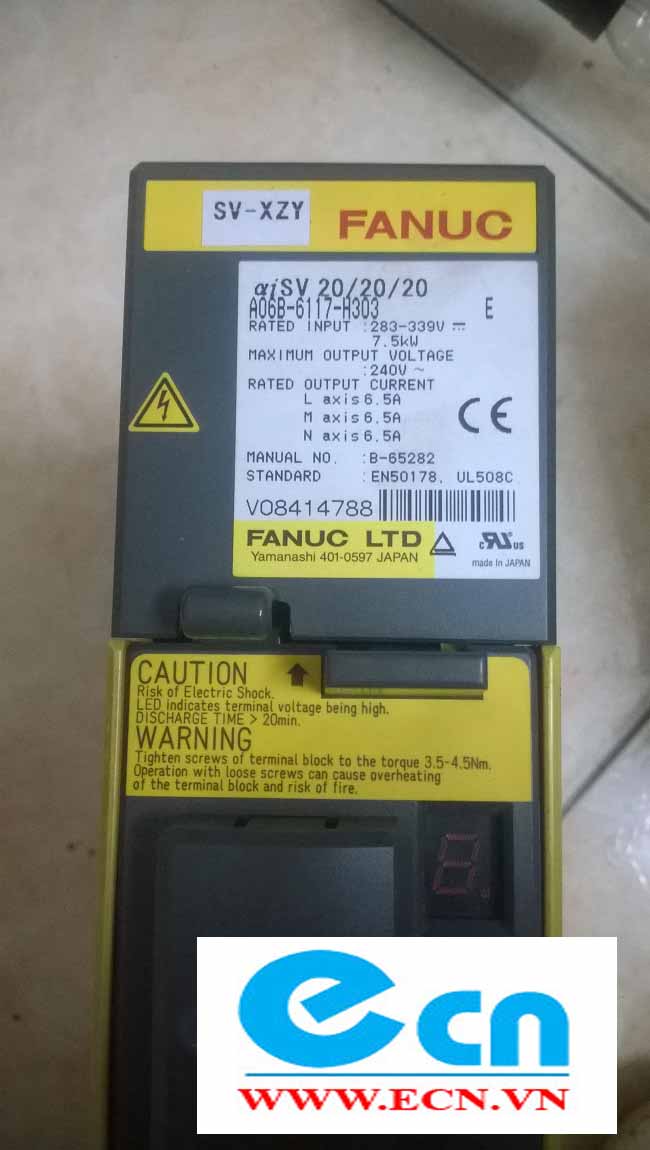 SV-XZY FANUC
αiSV 20/20/20
A06B-6117-H303 E
RATED INPUT :283-339V ⎓
7.5kW
MAXIMUM OUTPUT VOLTAGE
:240V ~
RATED OUTPUT CURRENT
L axis 6.5A
M axis 6.5A
N axis 6.5A
CE
MANUAL NO. :B-65282
STANDARD :EN50178, UL508C
V08414788
FANUC LTD
Yamanashi 401-0597 JAPAN
c RU US
made in JAPAN
CAUTION
Risk of Electric Shock.
LED indicates terminal voltage being high.
DISCHARGE TIME > 20min.
WARNING
Tighten screws of terminal block to the torque 3.5-4.5Nm.
Operation with loose screws can cause overheating
of the terminal block and risk of fire.
8.
ecn
WWW.ECN.VN